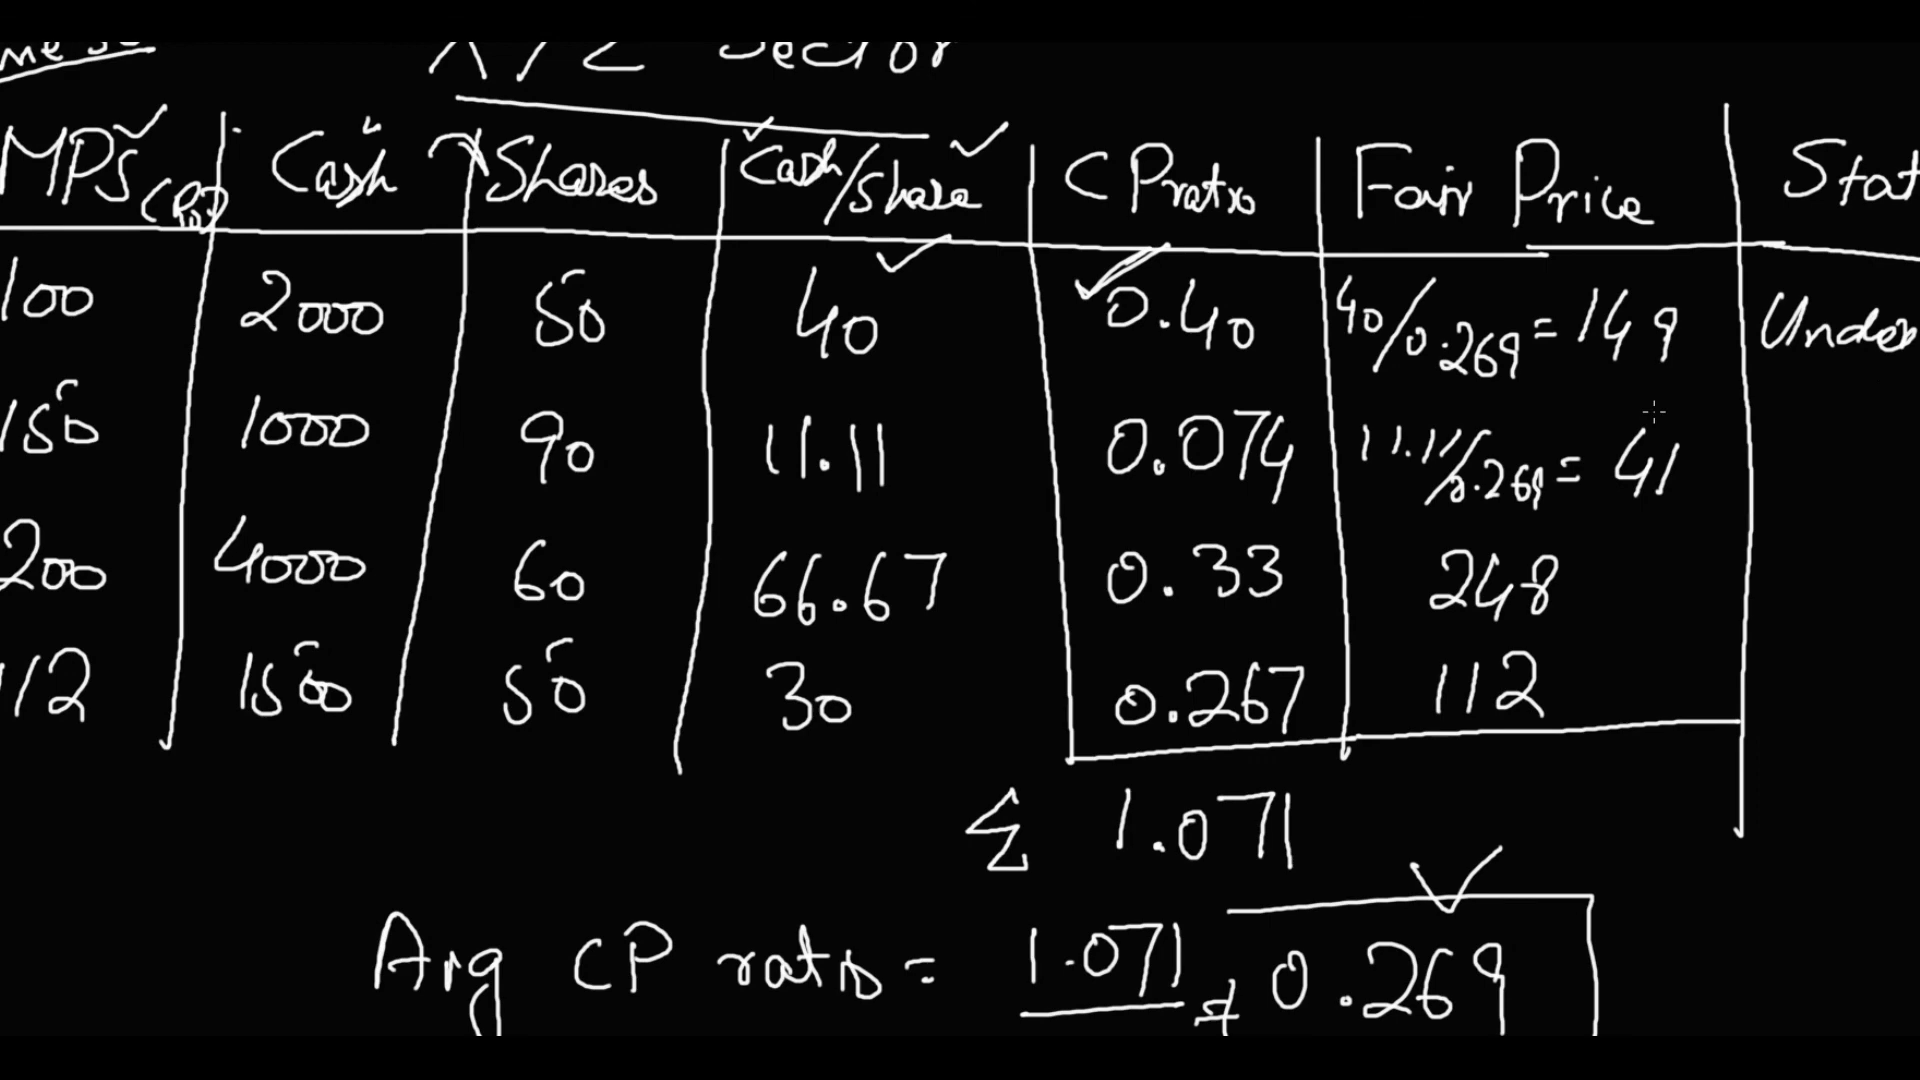 XYZ Sector
MPS (Rs) Cash Shares Cash/Share CP ratio Fair Price Stat
100 2000 50 40 0.40 40/0.269 = 149 Under
150 1000 90 11.11 0.074 11.11/0.269 = 41
200 4000 60 66.67 0.33 248
112 1500 50 30 0.267 112
Σ 1.071
Avg CP ratio = 1.071 0.269